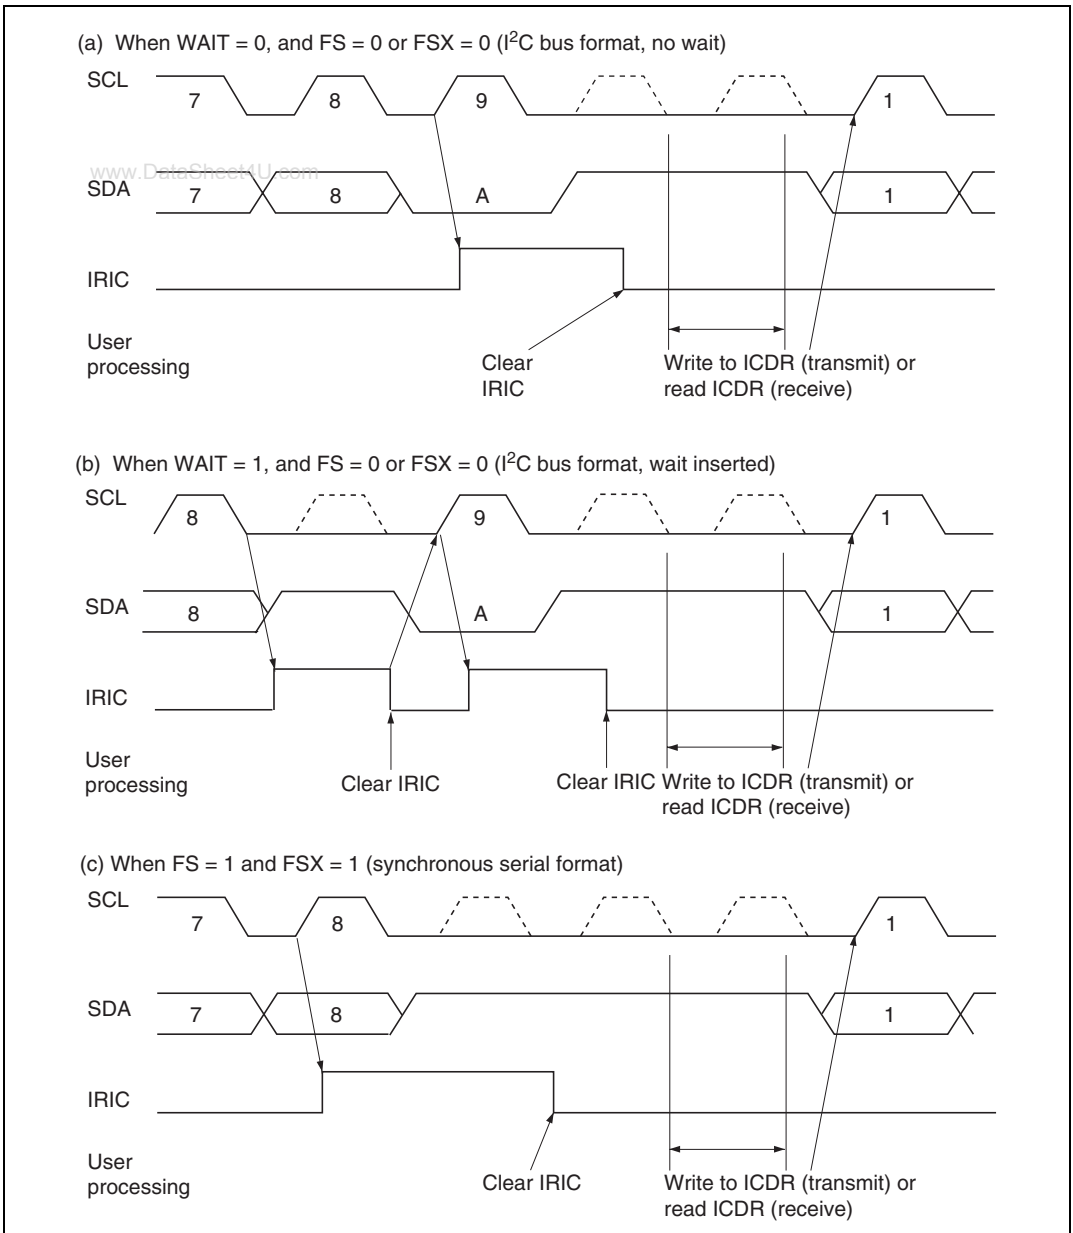 (a) When WAIT = 0, and FS = 0 or FSX = 0 (I²C bus format, no wait)
SCL
7 8 9 1
www.DataSheet4U.com
SDA
7 8 A 1
IRIC
User
processing
Clear
IRIC
Write to ICDR (transmit) or
read ICDR (receive)
(b) When WAIT = 1, and FS = 0 or FSX = 0 (I²C bus format, wait inserted)
SCL
8 9 1
SDA
8 A 1
IRIC
User
processing
Clear IRIC
Clear IRIC
Write to ICDR (transmit) or
read ICDR (receive)
(c) When FS = 1 and FSX = 1 (synchronous serial format)
SCL
7 8 1
SDA
7 8 1
IRIC
User
processing
Clear IRIC
Write to ICDR (transmit) or
read ICDR (receive)